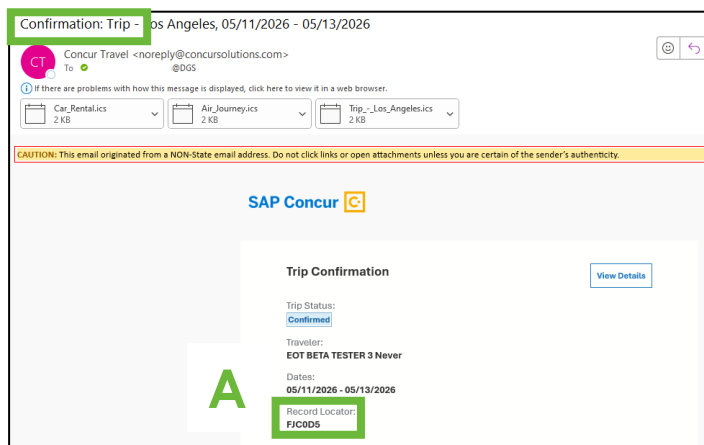 Confirmation: Trip - Los Angeles, 05/11/2026 - 05/13/2026
CT
Concur Travel <noreply@concursolutions.com>
To @DGS
If there are problems with how this message is displayed, click here to view it in a web browser.
Car_Rental.ics
2 KB
Air_Journey.ics
2 KB
Trip_-_Los_Angeles.ics
2 KB
CAUTION: This email originated from a NON-State email address. Do not click links or open attachments unless you are certain of the sender's authenticity.
SAP Concur C
Trip Confirmation
View Details
Trip Status:
Confirmed
Traveler:
EOT BETA TESTER 3 Never
Dates:
05/11/2026 - 05/13/2026
A
Record Locator:
FJC0D5